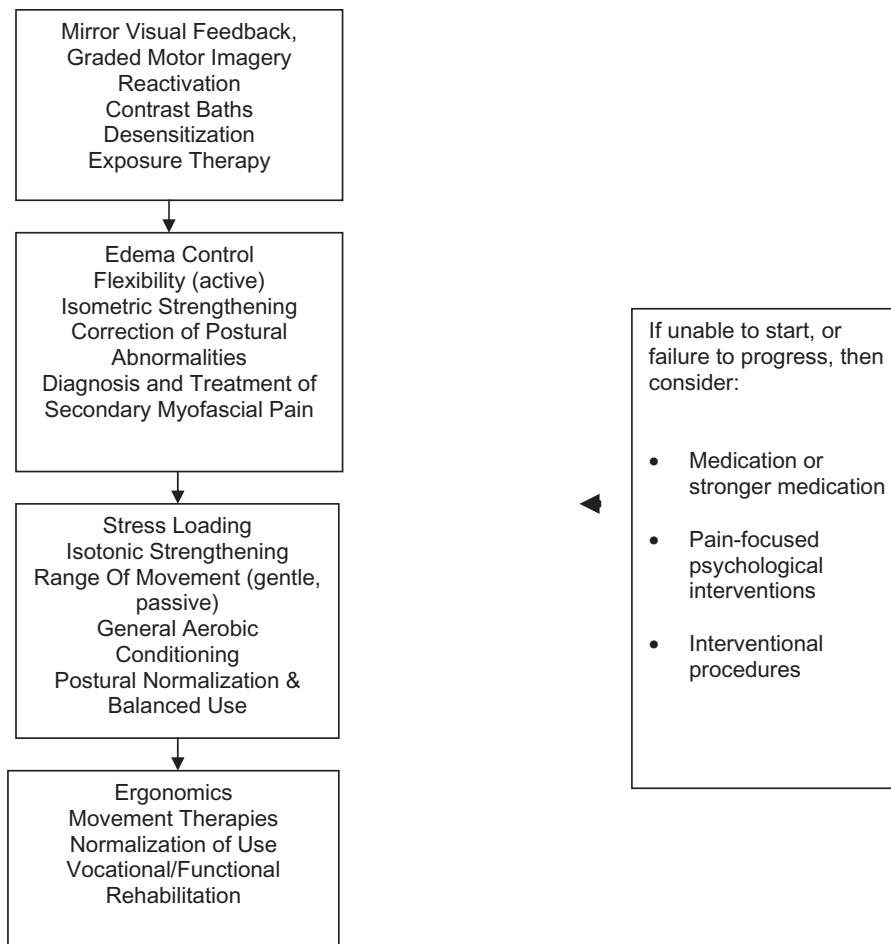 Mirror Visual Feedback,
Graded Motor Imagery
Reactivation
Contrast Baths
Desensitization
Exposure Therapy
Edema Control
Flexibility (active)
Isometric Strengthening
Correction of Postural
Abnormalities
Diagnosis and Treatment of
Secondary Myofascial Pain
Stress Loading
Isotonic Strengthening
Range Of Movement (gentle,
passive)
General Aerobic
Conditioning
Postural Normalization &
Balanced Use
Ergonomics
Movement Therapies
Normalization of Use
Vocational/Functional
Rehabilitation
If unable to start, or
failure to progress, then
consider:
• Medication or
stronger medication
• Pain-focused
psychological
interventions
• Interventional
procedures